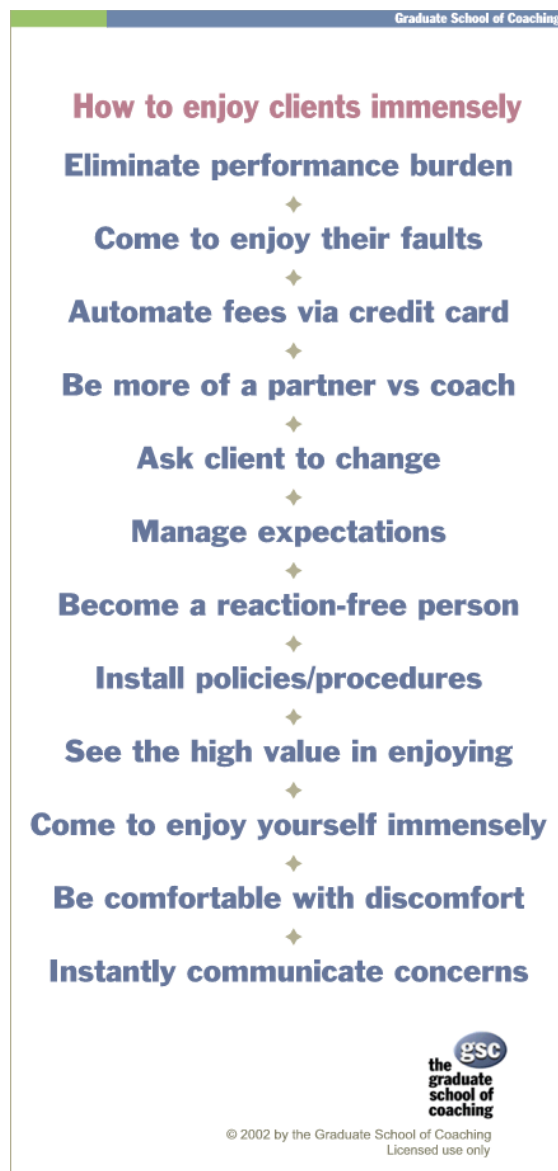 Graduate School of Coaching
How to enjoy clients immensely
Eliminate performance burden
Come to enjoy their faults
Automate fees via credit card
Be more of a partner vs coach
Ask client to change
Manage expectations
Become a reaction-free person
Install policies/procedures
See the high value in enjoying
Come to enjoy yourself immensely
Be comfortable with discomfort
Instantly communicate concerns
gsc
the
graduate
school of
coaching
© 2002 by the Graduate School of Coaching
Licensed use only